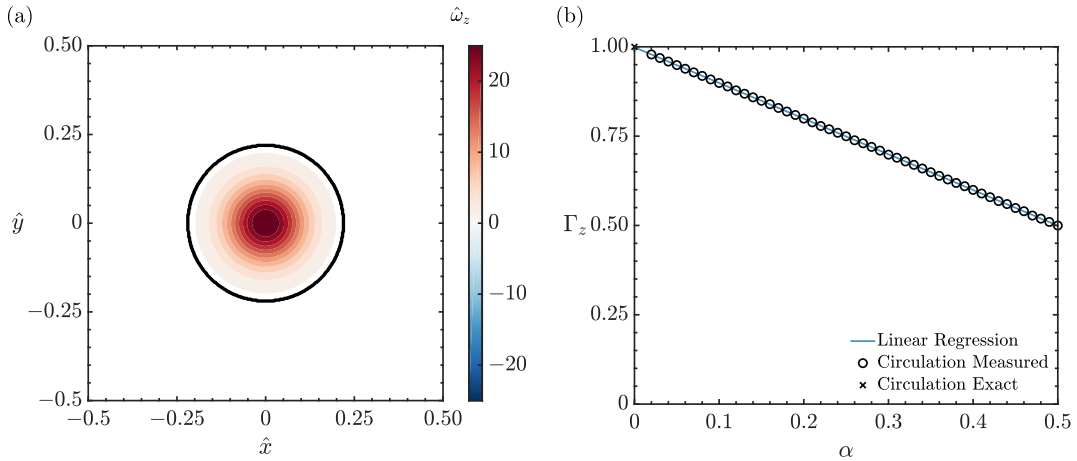 (a)
ω̂z
0.50
0.25
ŷ
0
−0.25
−0.5
−0.5
−0.25
0
0.25
0.50
x̂
20
10
0
−10
−20
(b)
1.00
0.75
Γz
0.50
0.25
0
0
0.1
0.2
0.3
0.4
0.5
α
Linear Regression
Circulation Measured
Circulation Exact